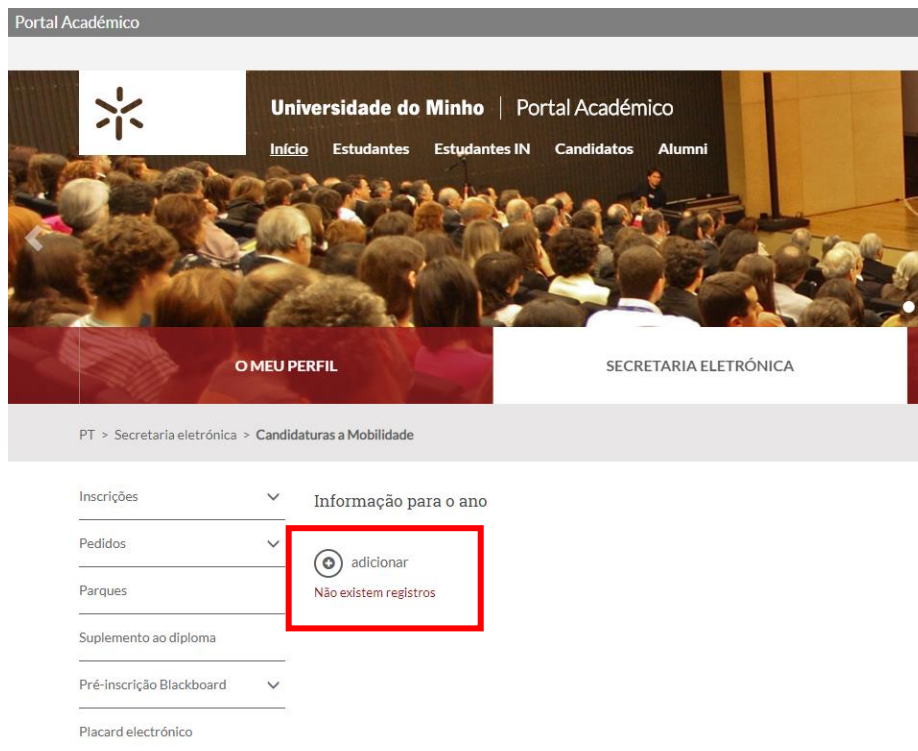 Portal Académico
Universidade do Minho | Portal Académico
Início Estudantes Estudantes IN Candidatos Alumni
O MEU PERFIL SECRETARIA ELETRÓNICA
PT > Secretaria eletrónica > Candidaturas a Mobilidade
Inscrições
Informação para o ano
Pedidos
adicionar
Parques
Não existem registros
Suplemento ao diploma
Pré-inscrição Blackboard
Placard electrónico